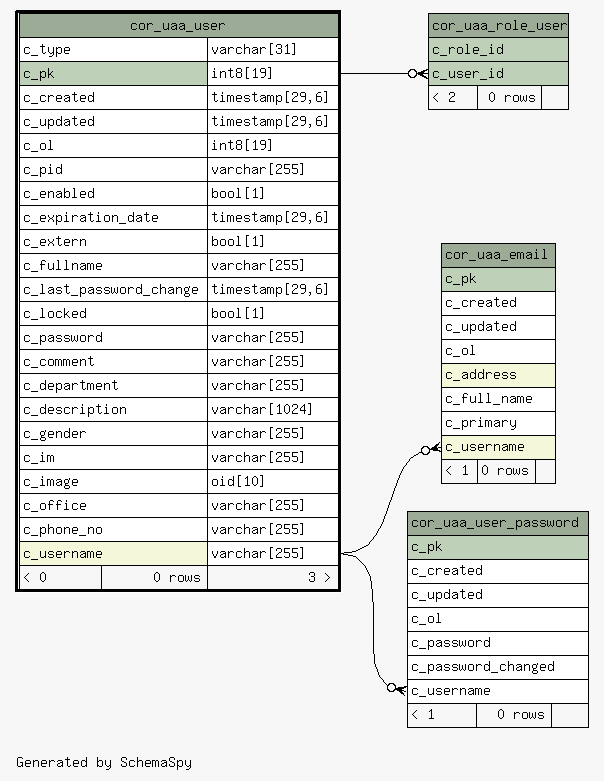 cor_uaa_user
c_type varchar[31]
c_pk int8[19]
c_created timestamp[29,6]
c_updated timestamp[29,6]
c_ol int8[19]
c_pid varchar[255]
c_enabled bool[1]
c_expiration_date timestamp[29,6]
c_extern bool[1]
c_fullname varchar[255]
c_last_password_change timestamp[29,6]
c_locked bool[1]
c_password varchar[255]
c_comment varchar[255]
c_department varchar[255]
c_description varchar[1024]
c_gender varchar[255]
c_im varchar[255]
c_image oid[10]
c_office varchar[255]
c_phone_no varchar[255]
c_username varchar[255]
< 0 0 rows 3 >
cor_uaa_role_user
c_role_id
c_user_id
< 2 0 rows
cor_uaa_email
c_pk
c_created
c_updated
c_ol
c_address
c_full_name
c_primary
c_username
< 1 0 rows
cor_uaa_user_password
c_pk
c_created
c_updated
c_ol
c_password
c_password_changed
c_username
< 1 0 rows
Generated by SchemaSpy